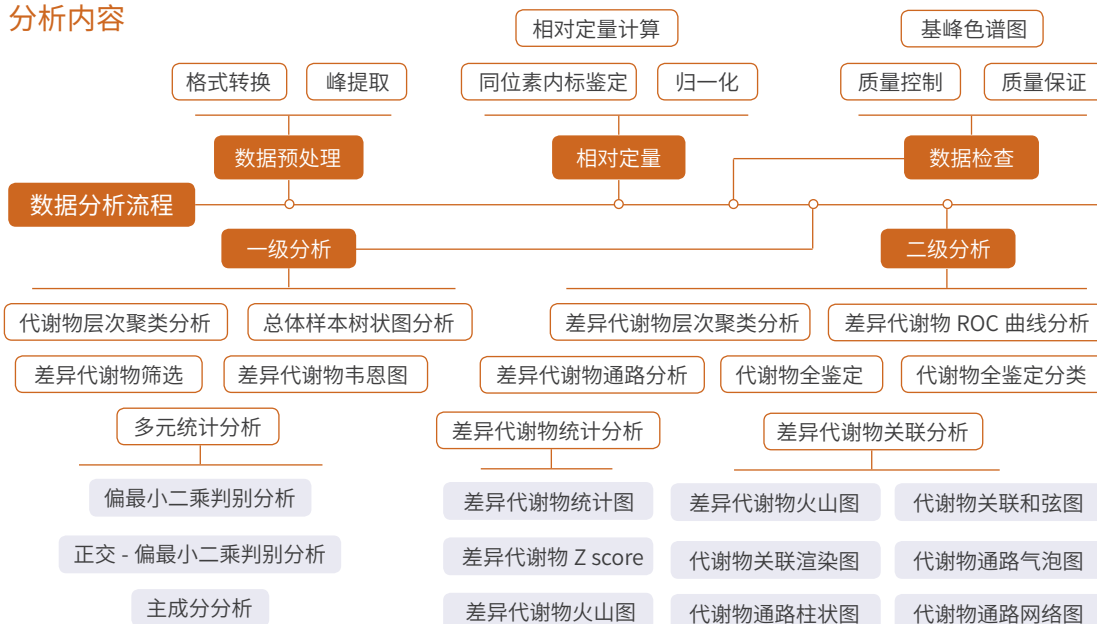 分析内容
相对定量计算
基峰色谱图
格式转换
峰提取
同位素内标鉴定
归一化
质量控制
质量保证
数据预处理
相对定量
数据检查
数据分析流程
一级分析
二级分析
代谢物层次聚类分析
总体样本树状图分析
差异代谢物层次聚类分析
差异代谢物 ROC 曲线分析
差异代谢物筛选
差异代谢物韦恩图
差异代谢物通路分析
代谢物全鉴定
代谢物全鉴定分类
多元统计分析
差异代谢物统计分析
差异代谢物关联分析
偏最小二乘判别分析
差异代谢物统计图
差异代谢物火山图
代谢物关联和弦图
正交 - 偏最小二乘判别分析
差异代谢物 Z score
代谢物关联渲染图
代谢物通路气泡图
主成分分析
差异代谢物火山图
代谢物通路柱状图
代谢物通路网络图